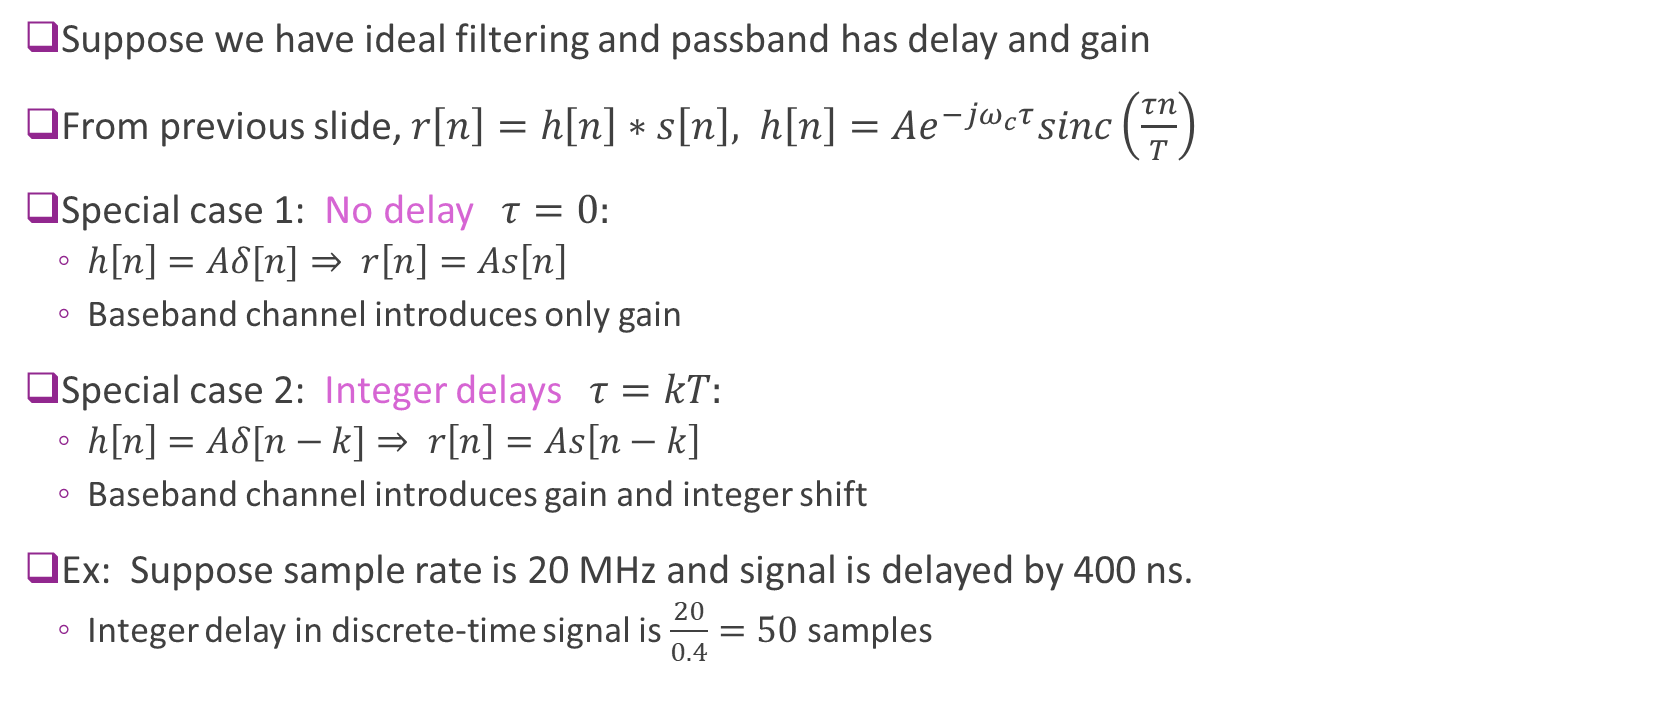 ❑Suppose we have ideal filtering and passband has delay and gain
❑From previous slide, r[n] = h[n] ∗ s[n], h[n] = Ae^{−jω_cτ} sinc(τn/T)
❑Special case 1: No delay τ = 0:
◦ h[n] = Aδ[n] ⇒ r[n] = As[n]
◦ Baseband channel introduces only gain
❑Special case 2: Integer delays τ = kT:
◦ h[n] = Aδ[n − k] ⇒ r[n] = As[n − k]
◦ Baseband channel introduces gain and integer shift
❑Ex: Suppose sample rate is 20 MHz and signal is delayed by 400 ns.
◦ Integer delay in discrete-time signal is 20/0.4 = 50 samples